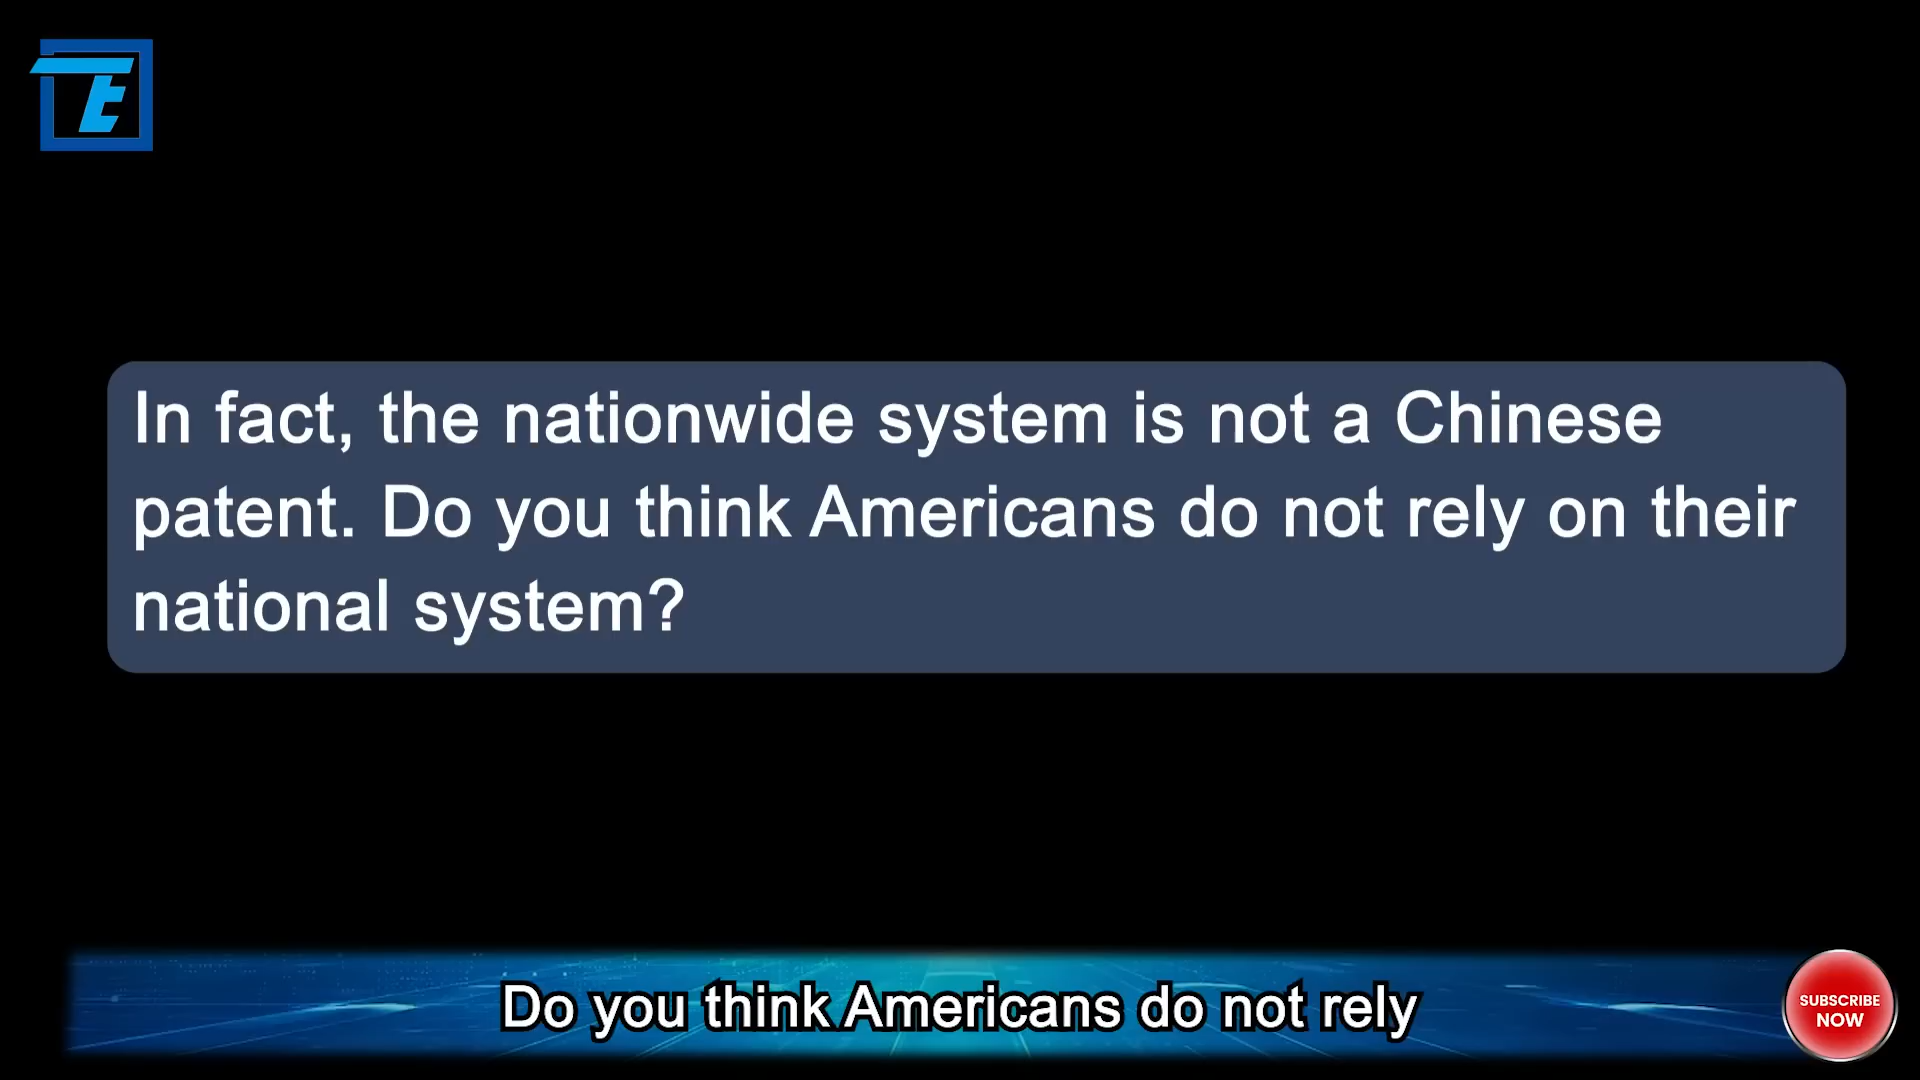 TE
In fact, the nationwide system is not a Chinese
patent. Do you think Americans do not rely on their
national system?
Do you think Americans do not rely
SUBSCRIBE
NOW